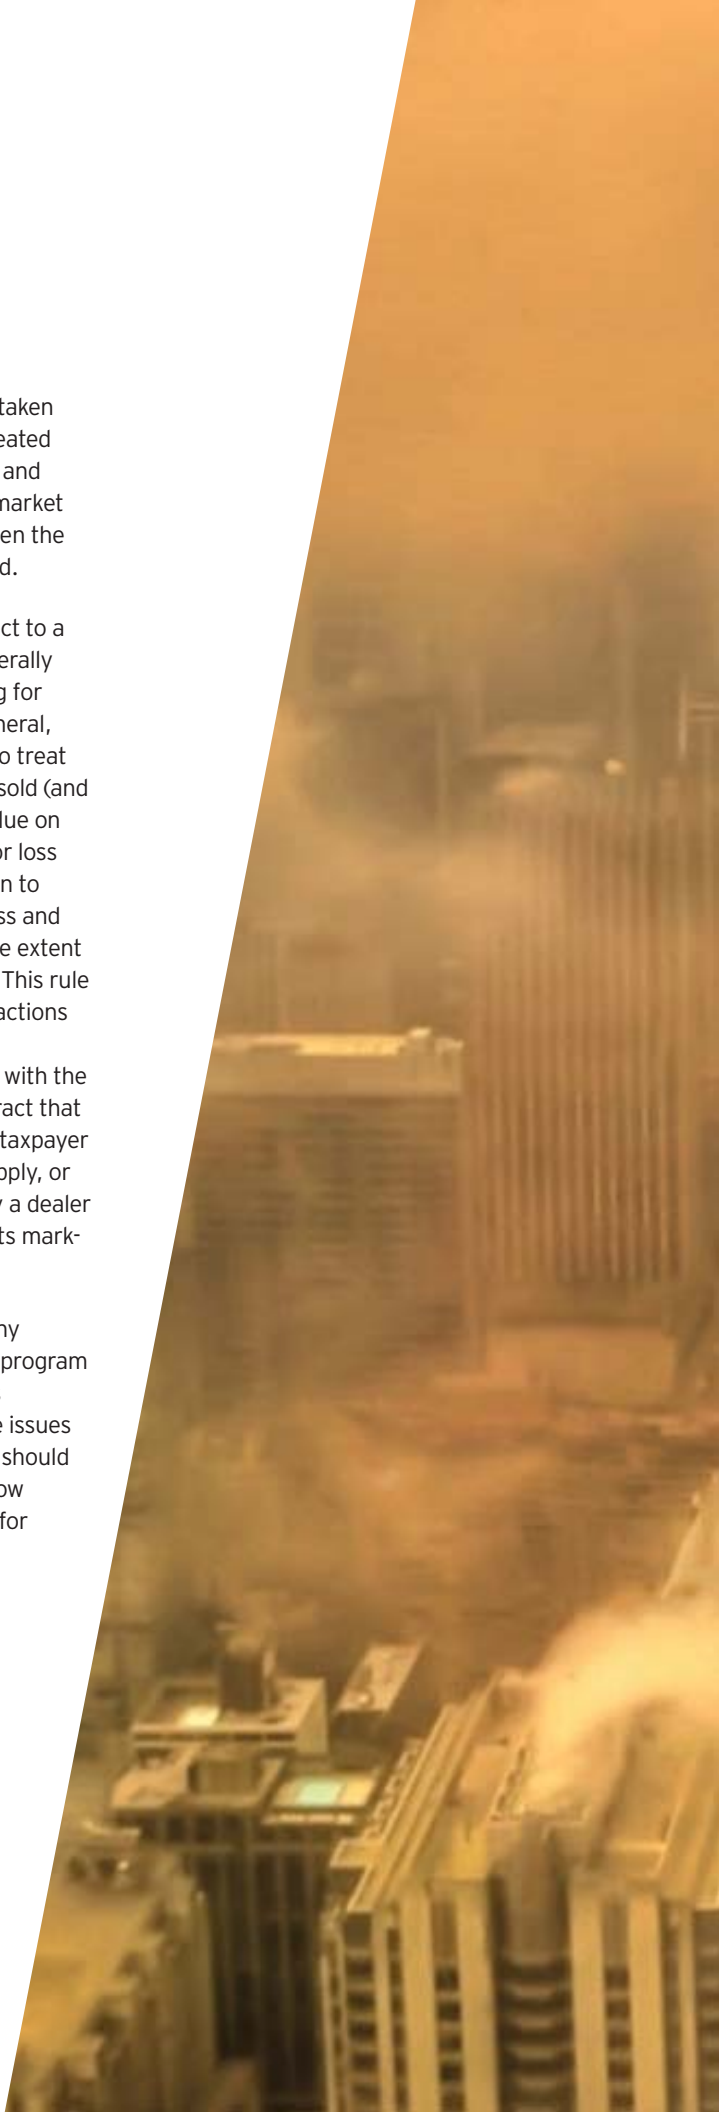 taken
eated
and
market
en the
d.
ct to a
erally
g for
neral,
o treat
sold (and
lue on
or loss
n to
ss and
e extent
This rule
actions
with the
ract that
taxpayer
pply, or
y a dealer
ts mark-
ny
program
e issues
should
ow
for